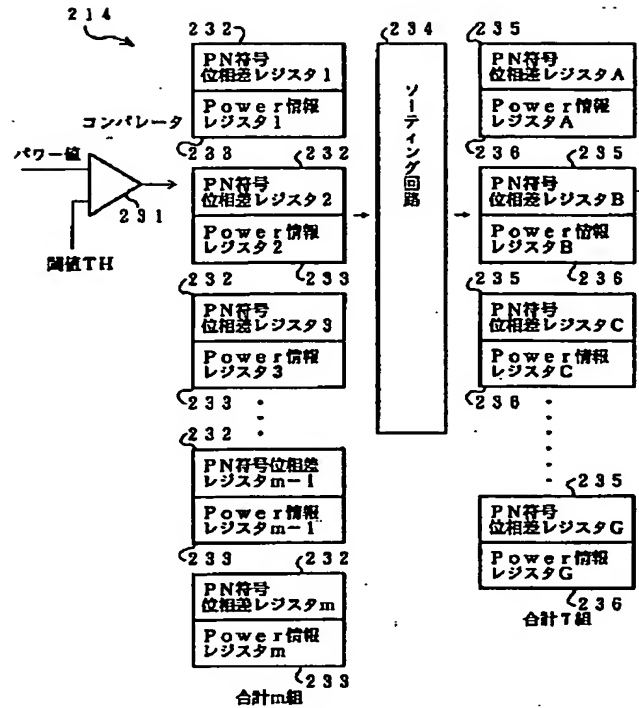 214
232
PN符号
位相差レジスタ1
Power情報
レジスタ1
233
コンパレータ
パワー値
231
閾値TH
232
PN符号
位相差レジスタ2
Power情報
レジスタ2
233
232
PN符号
位相差レジスタ3
Power情報
レジスタ3
233
232
PN符号位相差
レジスタm-1
Power情報
レジスタm-1
233
232
PN符号
位相差レジスタm
Power情報
レジスタm
233
合計m組
234
ソーティング回路
235
PN符号
位相差レジスタA
Power情報
レジスタA
236
235
PN符号
位相差レジスタB
Power情報
レジスタB
236
235
PN符号
位相差レジスタC
Power情報
レジスタC
236
235
PN符号
位相差レジスタG
Power情報
レジスタG
236
合計7組